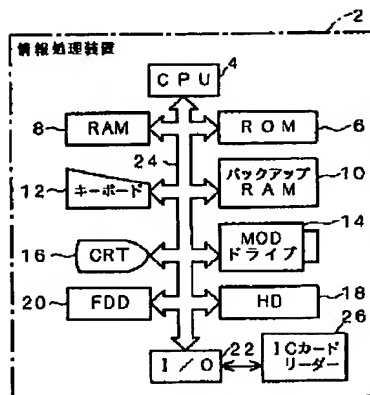 2
情報処理装置
CPU
4
8
RAM
ROM
6
24
12
キーボード
バックアップ
RAM
10
14
16
CRT
MOD
ドライブ
20
FDD
HD
18
26
I/O
22
ICカード
リーダー